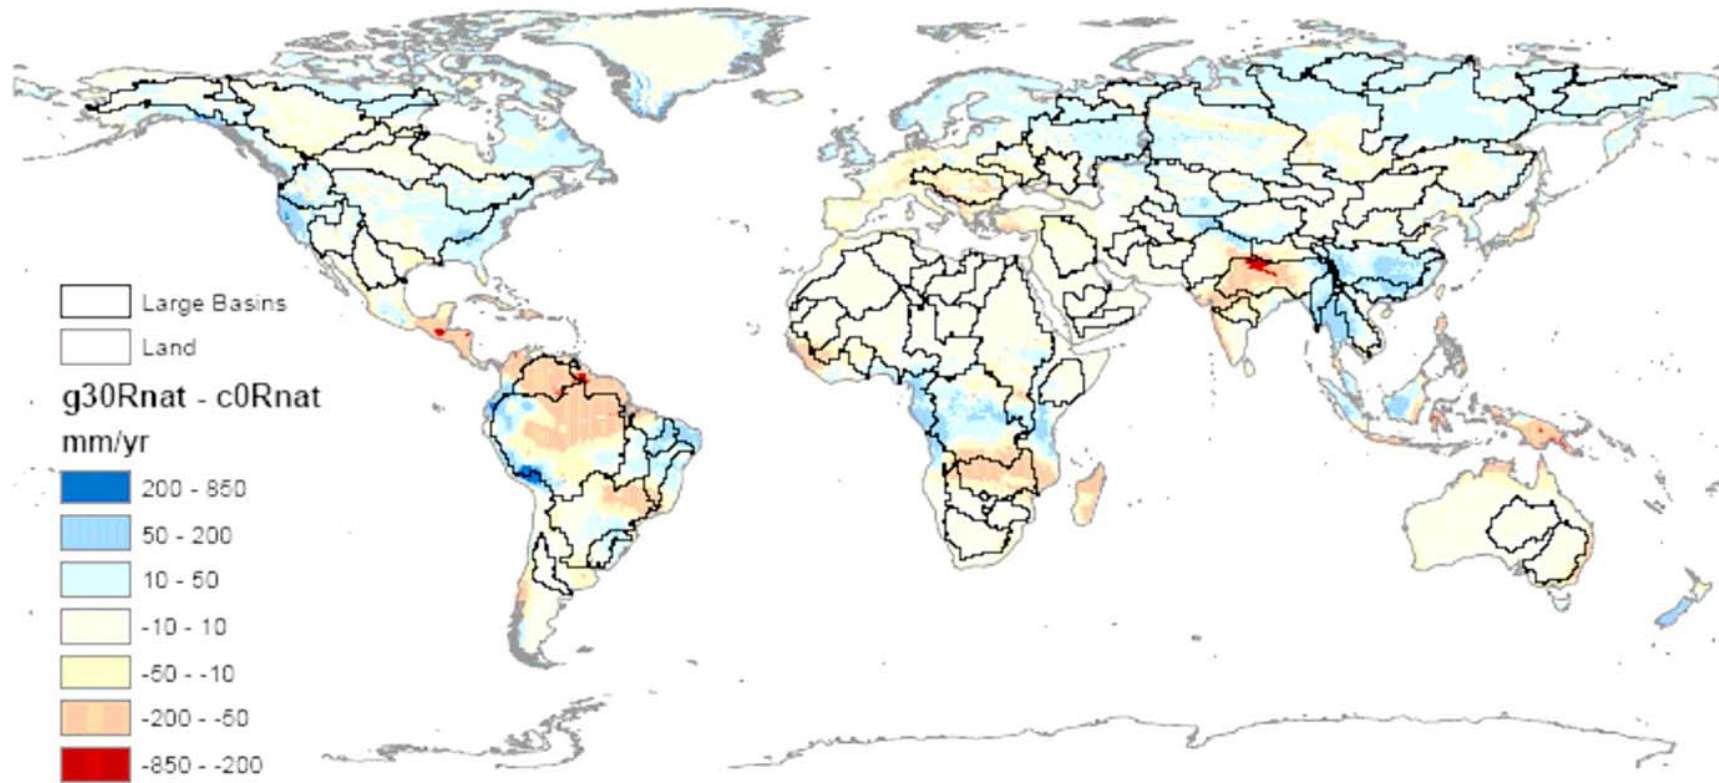 Large Basins
Land
g30Rnat - c0Rnat
mm/yr
200 - 850
50 - 200
10 - 50
-10 - 10
-50 - -10
-200 - -50
-850 - -200